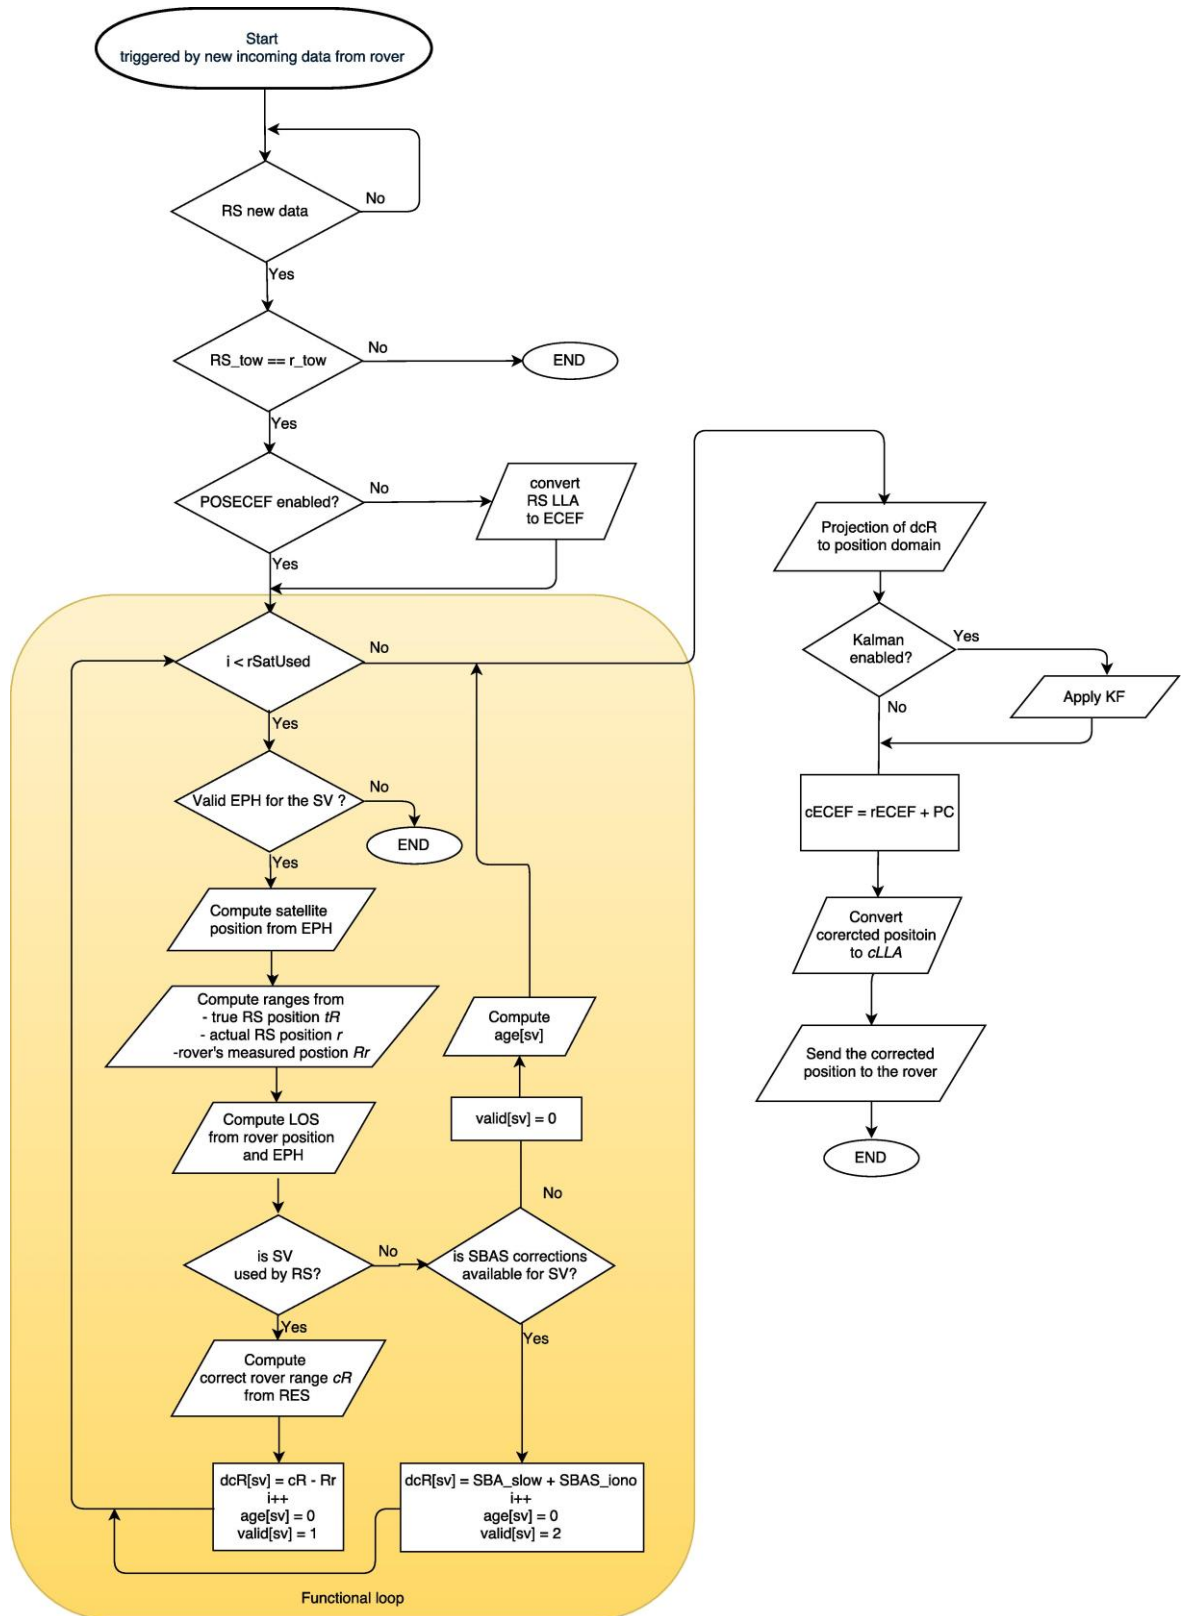 Start
triggered by new incoming data from rover
RS new data
No
Yes
RS_tow == r_tow
No
END
Yes
POSECEF enabled?
No
convert
RS LLA
to ECEF
Yes
i < rSatUsed
No
Yes
Valid EPH for the SV ?
No
END
Yes
Compute satellite
position from EPH
Compute ranges from
- true RS position tR
- actual RS position r
-rover's measured postion Rr
Compute LOS
from rover position
and EPH
is SV
used by RS?
No
Yes
Compute
correct rover range cR
from RES
dcR[sv] = cR - Rr
i++
age[sv] = 0
valid[sv] = 1
is SBAS corrections
available for SV?
No
valid[sv] = 0
Compute
age[sv]
Yes
dcR[sv] = SBA_slow + SBAS_iono
i++
age[sv] = 0
valid[sv] = 2
Functional loop
Projection of dcR
to position domain
Kalman
enabled?
Yes
Apply KF
No
cECEF = rECEF + PC
Convert
corercted positoin
to cLLA
Send the corrected
position to the rover
END